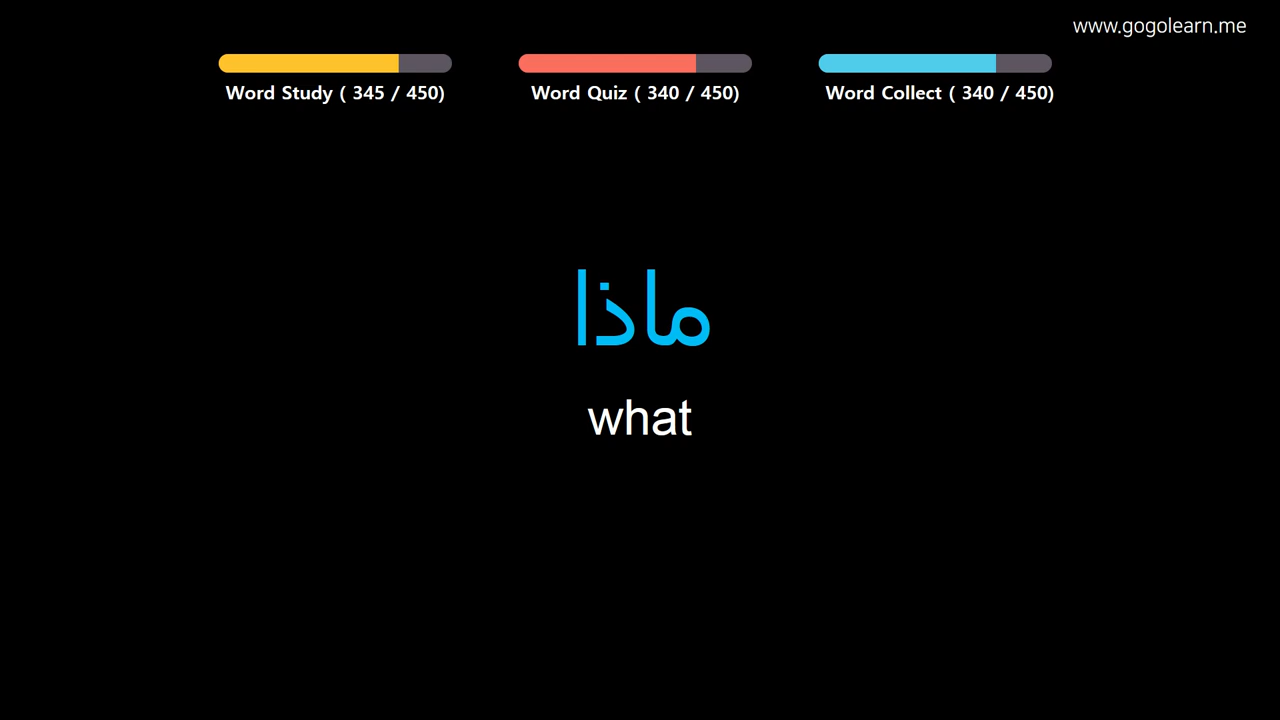 www.gogolearn.me
Word Study ( 345 / 450)
Word Quiz ( 340 / 450)
Word Collect ( 340 / 450)
ماذا
what